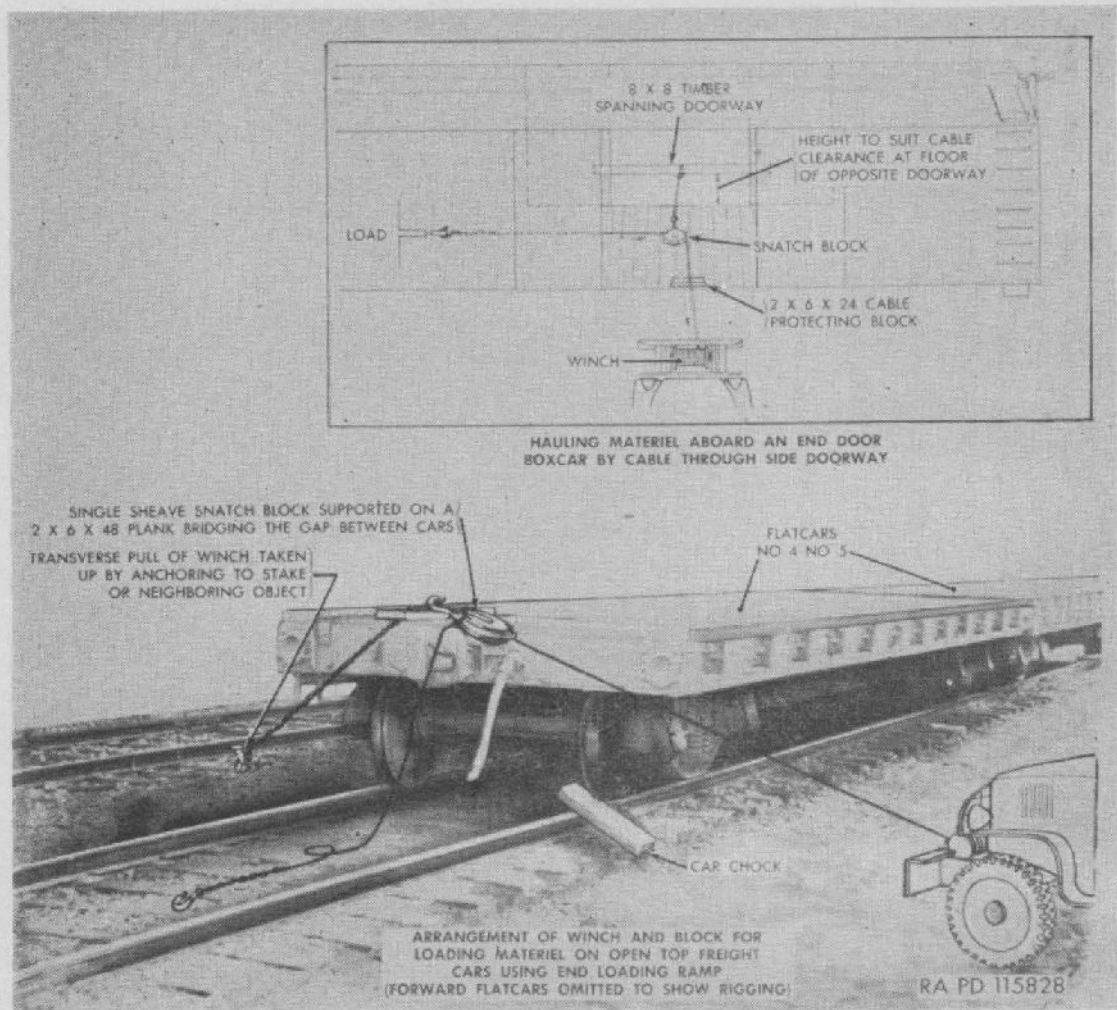 8 X 8 TIMBER
SPANNING DOORWAY
HEIGHT TO SUIT CABLE
CLEARANCE AT FLOOR
OF OPPOSITE DOORWAY
LOAD
SNATCH BLOCK
2 X 6 X 24 CABLE
PROTECTING BLOCK
WINCH
HAULING MATERIEL ABOARD AN END DOOR
BOXCAR BY CABLE THROUGH SIDE DOORWAY
SINGLE SHEAVE SNATCH BLOCK SUPPORTED ON A
2 X 6 X 48 PLANK BRIDGING THE GAP BETWEEN CARS
TRANSVERSE PULL OF WINCH TAKEN
UP BY ANCHORING TO STAKE
OR NEIGHBORING OBJECT
FLATCARS
NO 4 NO 5
CAR CHOCK
ARRANGEMENT OF WINCH AND BLOCK FOR
LOADING MATERIEL ON OPEN TOP FREIGHT
CARS USING END LOADING RAMP
(FORWARD FLATCARS OMITTED TO SHOW RIGGING)
RA PD 115828